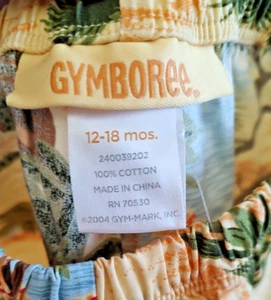 GYMBOREE.
12-18 mos.
240039202
100% COTTON
MADE IN CHINA
RN 70530
©2004 GYM-MARK, INC.